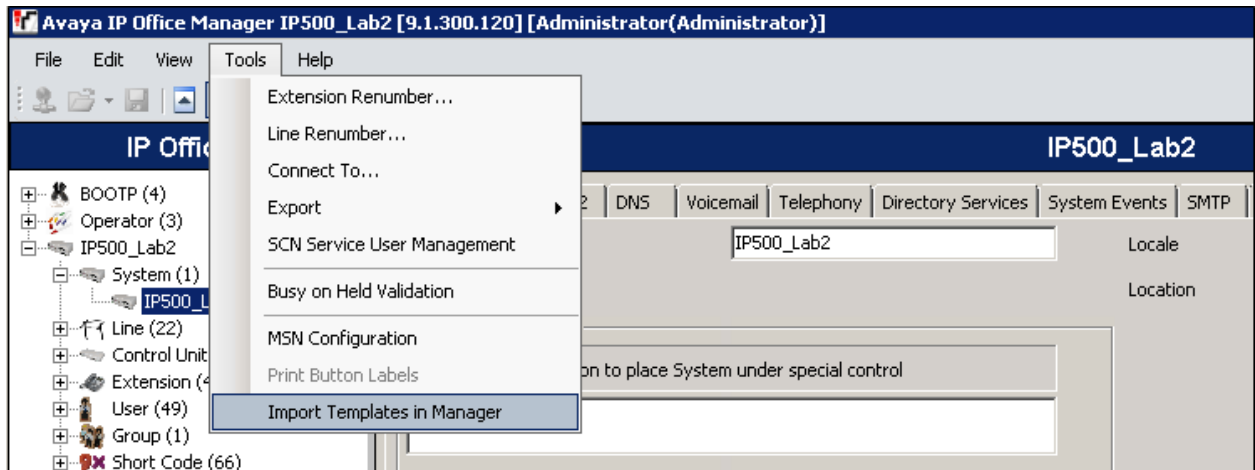 Avaya IP Office Manager IP500_Lab2 [9.1.300.120] [Administrator(Administrator)]
File Edit View Tools Help
IP Offic IP500_Lab2
BOOTP (4)
Operator (3)
IP500_Lab2
System (1)
IP500_L
Line (22)
Control Unit
Extension (4
User (49)
Group (1)
Short Code (66)
Extension Renumber...
Line Renumber...
Connect To...
Export
SCN Service User Management
Busy on Held Validation
MSN Configuration
Print Button Labels
Import Templates in Manager
2 DNS Voicemail Telephony Directory Services System Events SMTP
IP500_Lab2 Locale
Location
on to place System under special control